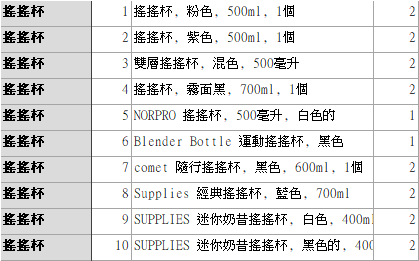 搖搖杯 1 搖搖杯, 粉色, 500ml, 1個 2
搖搖杯 2 搖搖杯, 紫色, 500ml, 1個 2
搖搖杯 3 雙層搖搖杯, 混色, 500毫升 2
搖搖杯 4 搖搖杯, 霧面黑, 700ml, 1個 2
搖搖杯 5 NORPRO 搖搖杯, 500毫升, 白色的 1
搖搖杯 6 Blender Bottle 運動搖搖杯, 黑色 1
搖搖杯 7 comet 隨行搖搖杯, 黑色, 600ml, 1個 2
搖搖杯 8 Supplies 經典搖搖杯, 藍色, 700ml 2
搖搖杯 9 SUPPLIES 迷你奶昔搖搖杯, 白色, 400ml 2
搖搖杯 10 SUPPLIES 迷你奶昔搖搖杯, 黑色的, 400 2